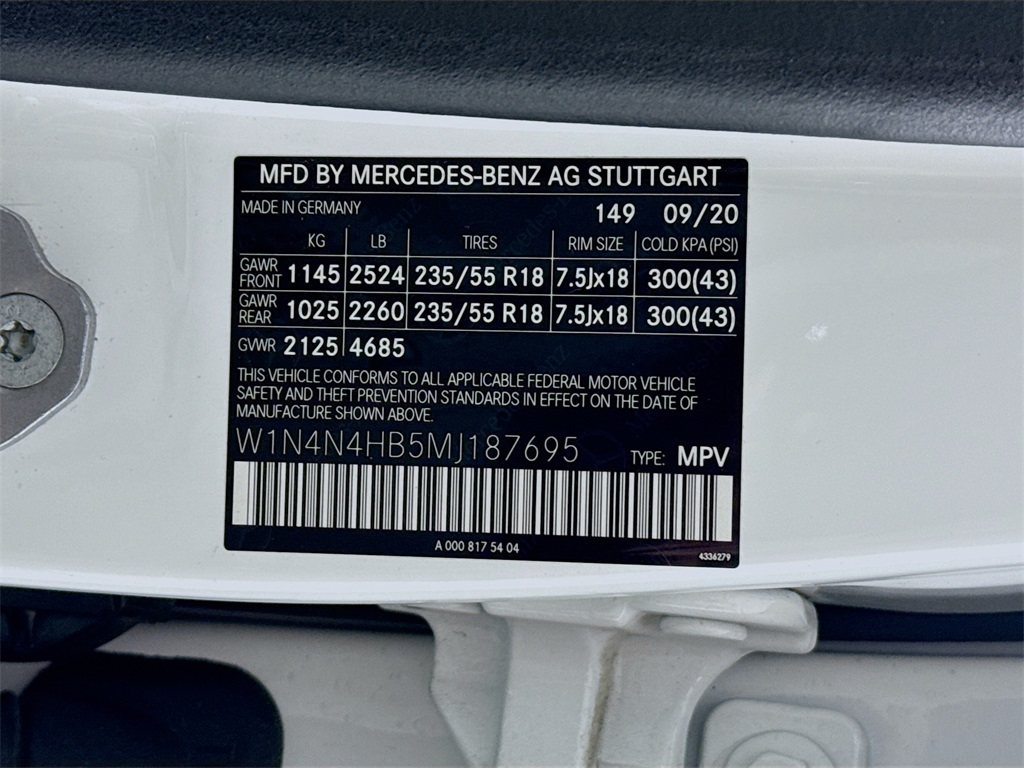 MFD BY MERCEDES-BENZ AG STUTTGART
MADE IN GERMANY 149 09/20
KG LB TIRES RIM SIZE COLD KPA (PSI)
GAWR FRONT 1145 2524 235/55 R18 7.5Jx18 300(43)
GAWR REAR 1025 2260 235/55 R18 7.5Jx18 300(43)
GVWR 2125 4685
THIS VEHICLE CONFORMS TO ALL APPLICABLE FEDERAL MOTOR VEHICLE
SAFETY AND THEFT PREVENTION STANDARDS IN EFFECT ON THE DATE OF
MANUFACTURE SHOWN ABOVE.
W1N4N4HB5MJ187695 TYPE: MPV
A 000 817 54 04
4336279